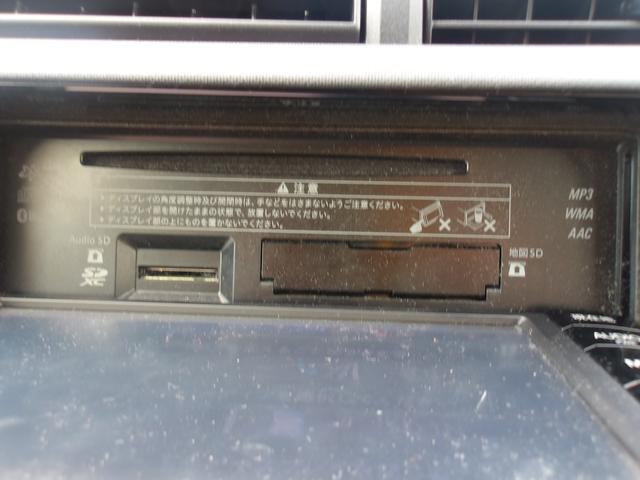 注意
・ディスプレイの角度調整時及び開閉時は、手などをはさまないようご注意ください。
・ディスプレイ部を開けたままの状態で、放置しないでください。
・ディスプレイ部の上にものを置かないでください。
MP3
WMA
AAC
Audio SD
SD
XC
地図SD